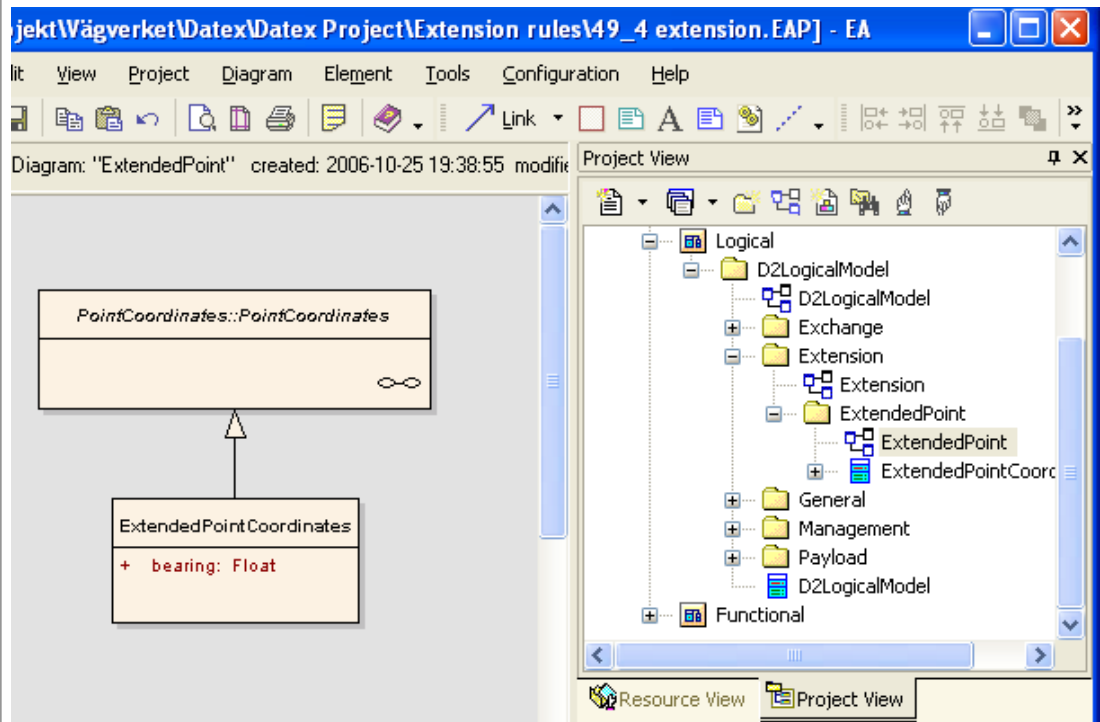 jekt\Vägverket\Datex\Datex Project\Extension rules\49_4 extension.EAP] - EA
lit View Project Diagram Element Tools Configuration Help
Link A
Diagram: "ExtendedPoint" created: 2006-10-25 19:38:55 modifie
Project View
PointCoordinates::PointCoordinates
ExtendedPointCoordinates
+ bearing: Float
Logical
D2LogicalModel
D2LogicalModel
Exchange
Extension
Extension
ExtendedPoint
ExtendedPoint
ExtendedPointCoorc
General
Management
Payload
D2LogicalModel
Functional
Resource View Project View